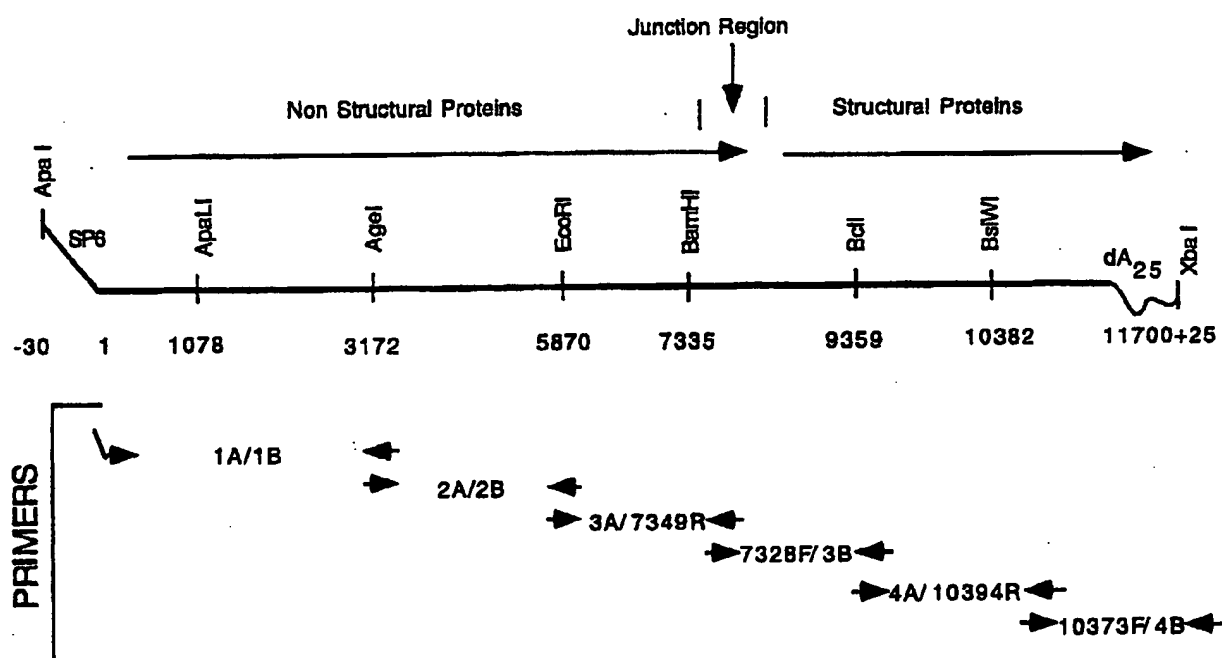 Junction Region
Non Structural Proteins
Structural Proteins
Apa I
SP6
ApaLI
AgeI
EcoRI
BamHI
BclI
BsiWI
dA25
Xba I
-30 1 1078 3172 5870 7335 9359 10382 11700+25
PRIMERS
1A/1B
2A/2B
3A/7349R
7328F/3B
4A/10394R
10373F/4B